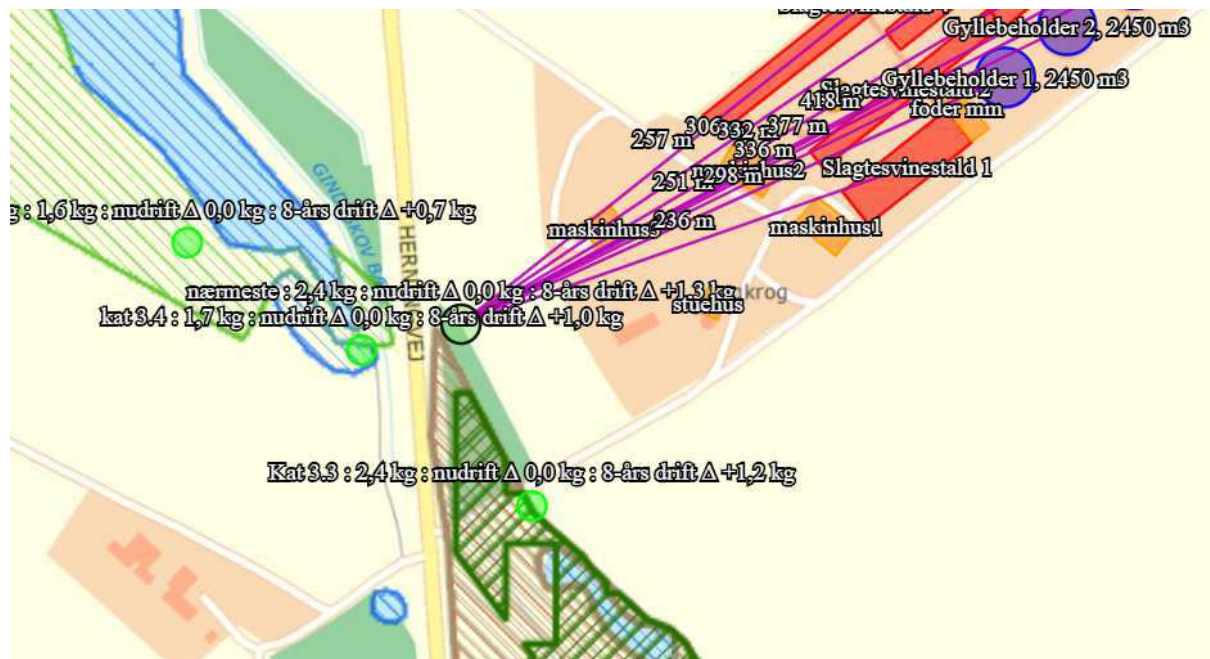 Gyllebeholder 2, 2450 m3
Gyllebeholder 1, 2450 m3
Slagtesvinestald 2
418 m
foder mm
306
332 m
377 m
257 m
336 m
298 m
Slagtesvinestald 1
251 m
236 m
maskinhus1
g : 1,6 kg : nudrift Δ 0,0 kg : 8-års drift Δ +0,7 kg
nærmeste : 2,4 kg : nudrift Δ 0,0 kg : 8-års drift Δ +1,3 kg
krog
stuehus
kat 3.4 : 1,7 kg : nudrift Δ 0,0 kg : 8-års drift Δ +1,0 kg
Kat 3.3 : 2,4 kg : nudrift Δ 0,0 kg : 8-års drift Δ +1,2 kg